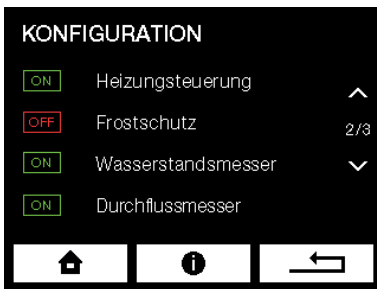 KONFIGURATION
ON Heizungsteuerung
OFF Frostschutz
2/3
ON Wasserstandsmesser
ON Durchflussmesser